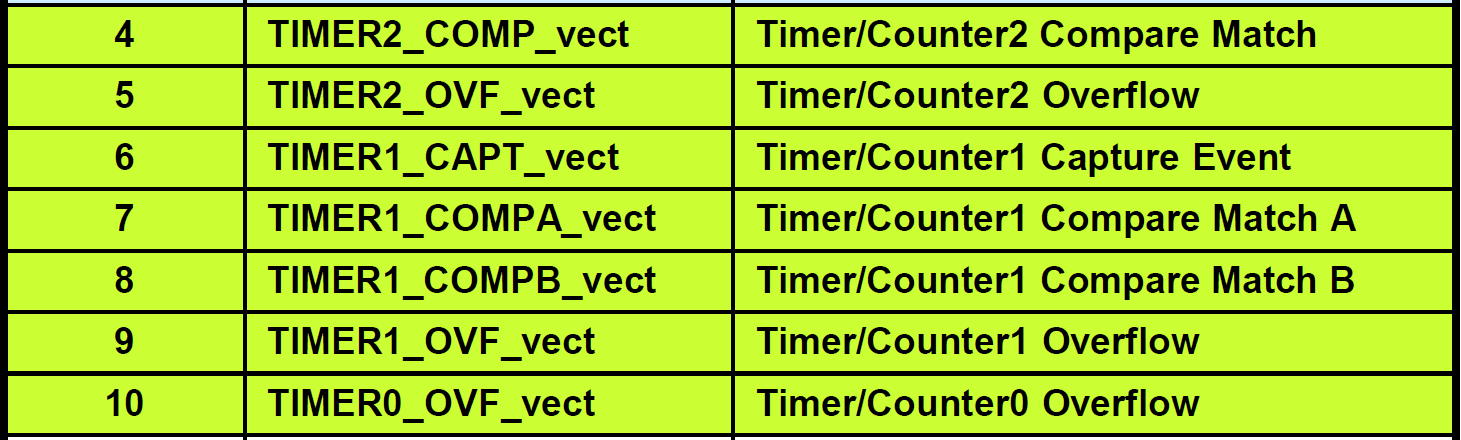 4 TIMER2_COMP_vect Timer/Counter2 Compare Match
5 TIMER2_OVF_vect Timer/Counter2 Overflow
6 TIMER1_CAPT_vect Timer/Counter1 Capture Event
7 TIMER1_COMPA_vect Timer/Counter1 Compare Match A
8 TIMER1_COMPB_vect Timer/Counter1 Compare Match B
9 TIMER1_OVF_vect Timer/Counter1 Overflow
10 TIMER0_OVF_vect Timer/Counter0 Overflow